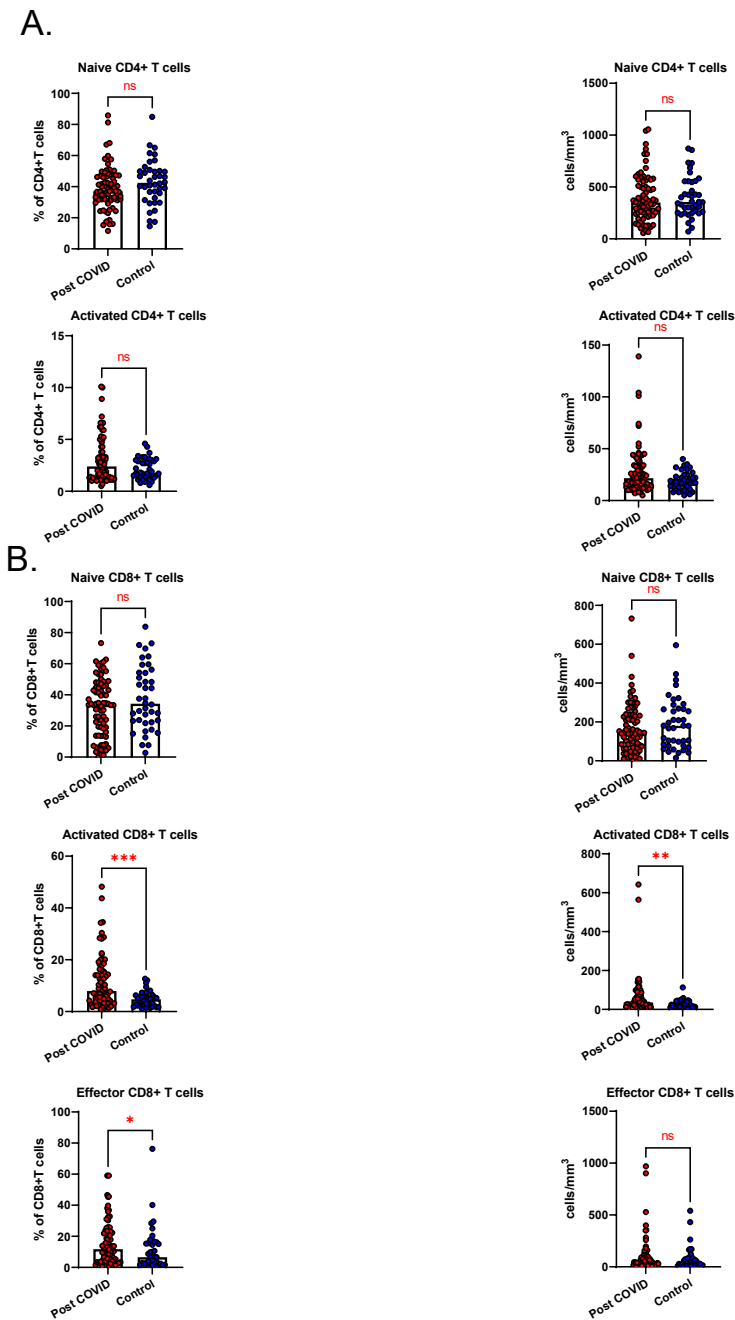 A.
Naive CD4+ T cells
ns
% of CD4+T cells
100
80
60
40
20
0
Post COVID
Control
Naive CD4+ T cells
ns
cells/mm³
1500
1000
500
0
Post COVID
Control
Activated CD4+ T cells
ns
% of CD4+ T cells
15
10
5
0
Post COVID
Control
Activated CD4+ T cells
ns
cells/mm³
150
100
50
0
Post COVID
Control
B.
Naive CD8+ T cells
ns
% of CD8+T cells
100
80
60
40
20
0
Post COVID
Control
Naive CD8+ T cells
ns
cells/mm³
800
600
400
200
0
Post COVID
Control
Activated CD8+ T cells
***
% of CD8+T cells
60
40
20
0
Post COVID
Control
Activated CD8+ T cells
**
cells/mm³
800
600
400
200
0
Post COVID
Control
Effector CD8+ T cells
*
% of CD8+T cells
100
80
60
40
20
0
Post COVID
Control
Effector CD8+ T cells
ns
cells/mm³
1500
1000
500
0
Post COVID
Control